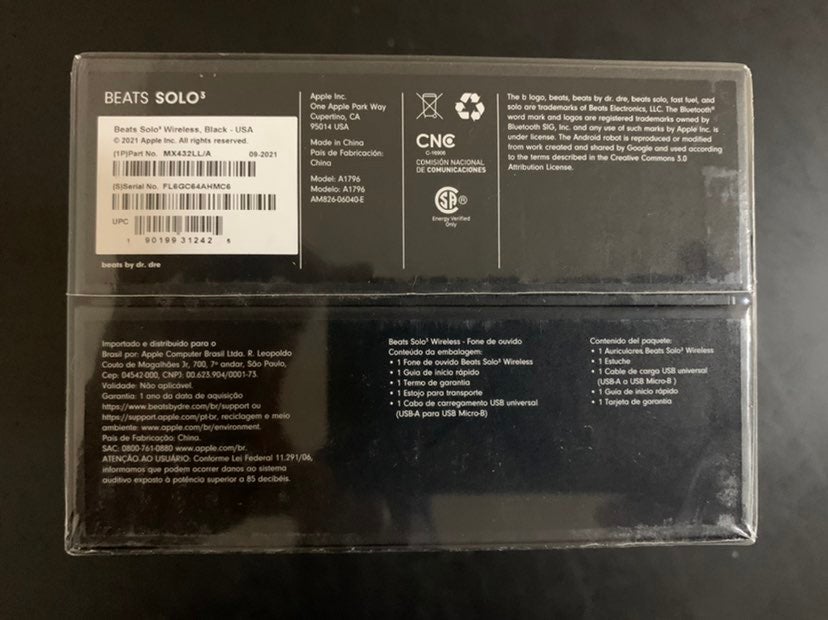 BEATS SOLO³
Beats Solo³ Wireless, Black - USA
© 2021 Apple Inc. All rights reserved.
(1P)Part No. MX432LL/A 09-2021
(S)Serial No. FL6GC64AHMC6
UPC
1 90199 31242 5
beats by dr. dre
Apple Inc.
One Apple Park Way
Cupertino, CA
95014 USA
Made in China
País de Fabricación:
China
Model: A1796
Modelo: A1796
AM826-06040-E
CNC
C-16906
COMISIÓN NACIONAL
DE COMUNICACIONES
SA®
Energy Verified
Only
The b logo, beats, beats by dr. dre, beats solo, fast fuel, and
solo are trademarks of Beats Electronics, LLC. The Bluetooth®
word mark and logos are registered trademarks owned by
Bluetooth SIG, Inc. and any use of such marks by Apple Inc. is
under license. The Android robot is reproduced or modified
from work created and shared by Google and used according
to the terms described in the Creative Commons 3.0
Attribution License.
Importado e distribuído para o
Brasil por: Apple Computer Brasil Ltda. R. Leopoldo
Couto de Magalhães Jr, 700, 7º andar, São Paulo,
Cep: 04542-000, CNPJ: 00.623.904/0001-73.
Validade: Não aplicável.
Garantia: 1 ano da data de aquisição
https://www.beatsbydre.com/br/support ou
https://support.apple.com/pt-br, reciclagem e meio
ambiente: www.apple.com/br/environment.
País de Fabricação: China.
SAC: 0800-761-0880 www.apple.com/br.
ATENÇÃO AO USUÁRIO: Conforme Lei Federal 11.291/06,
informamos que podem ocorrer danos ao sistema
auditivo exposto à potência superior a 85 decibéis.
Beats Solo³ Wireless - Fone de ouvido
Conteúdo da embalagem:
• 1 Fone de ouvido Beats Solo³ Wireless
• 1 Guia de início rápido
• 1 Termo de garantia
• 1 Estojo para transporte
• 1 Cabo de carregamento USB universal
(USB-A para USB Micro-B)
Contenido del paquete:
• 1 Auriculares Beats Solo³ Wireless
• 1 Estuche
• 1 Cable de carga USB universal
(USB-A a USB Micro-B )
• 1 Guía de inicio rápido
• 1 Tarjeta de garantía